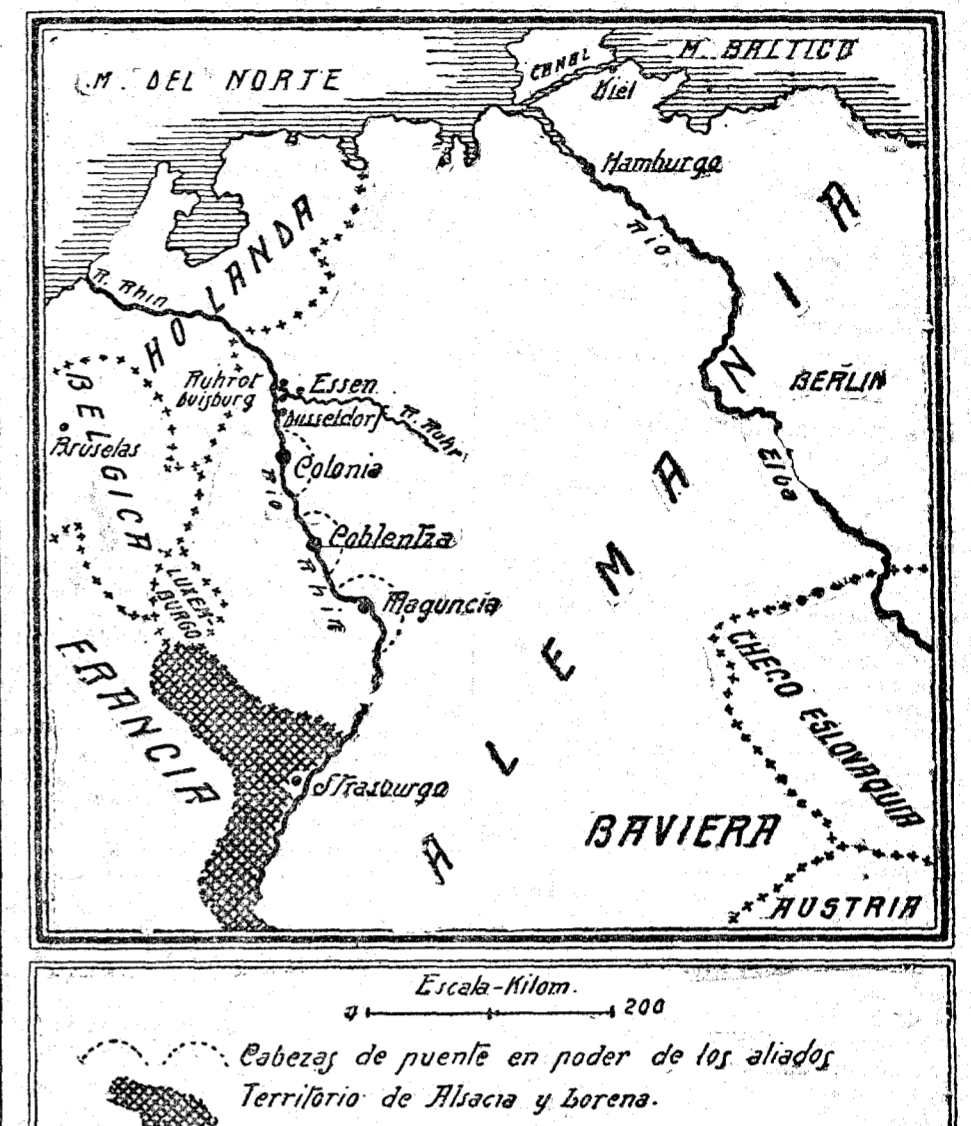 M. DEL NORTE
CANAL
M. BALTICO
Kiel
Hamburgo
Rio
HOLANDA
R. Rhin
Ruhrot
Duisburg
Essen
Dusseldorf
R. Ruhr
BERLIN
BELGICA
Bruselas
Colonia
Rio
Elba
Coblentza
Rhin
LUXEM
BURGO
Maguncia
ALEMANIA
CHECO ESLOVAQUIA
FRANCIA
Strasburgo
BAVIERA
AUSTRIA
Escala-Kilom.
0 200
Cabezas de puente en poder de los aliados
Territorio de Alsacia y Lorena.